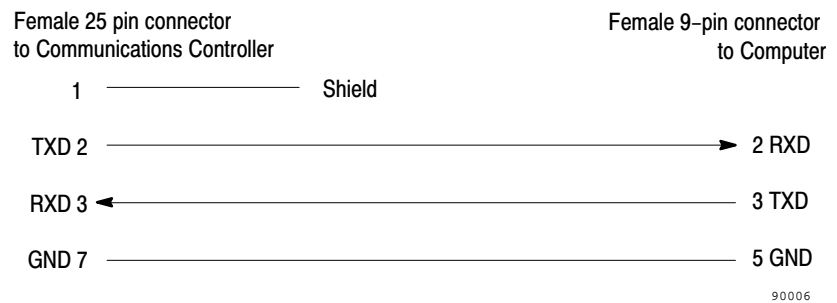 Female 25 pin connector
to Communications Controller
Female 9–pin connector
to Computer
1 Shield
TXD 2 2 RXD
RXD 3 3 TXD
GND 7 5 GND
90006